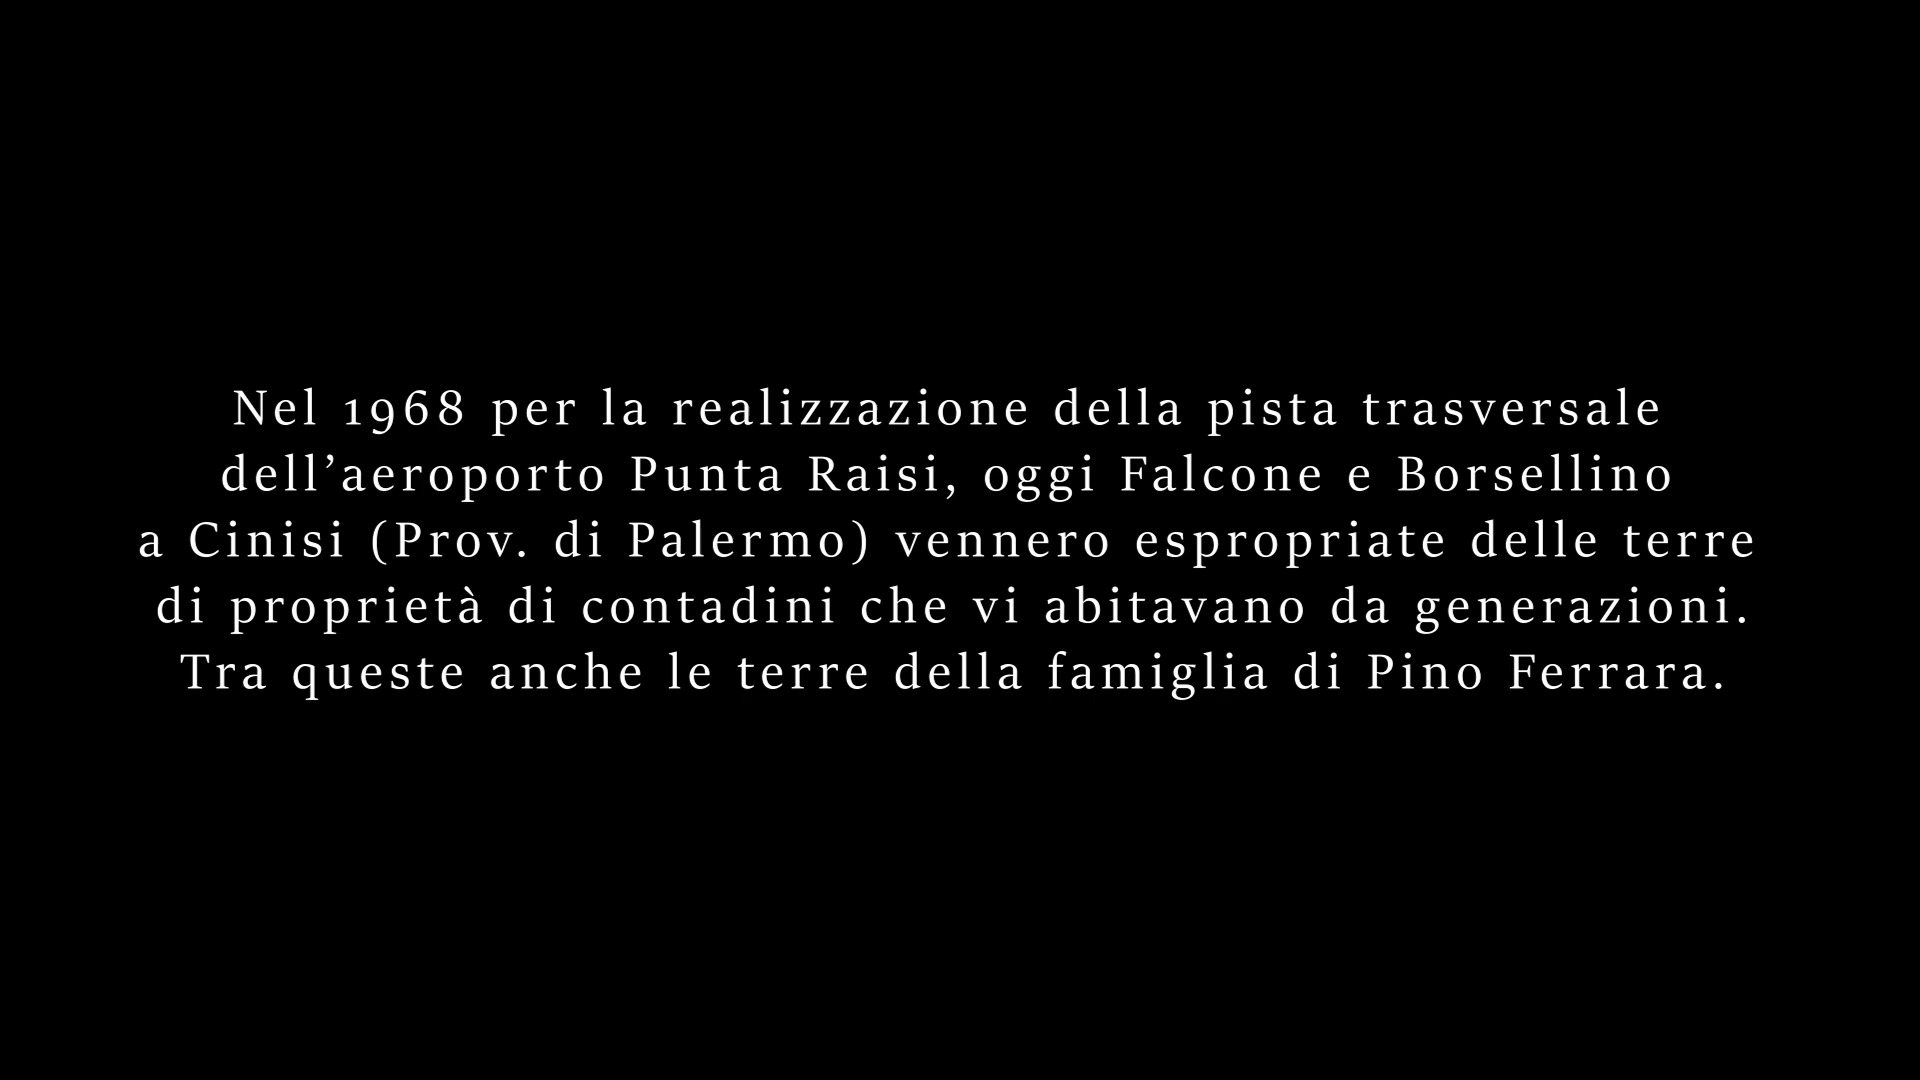 Nel 1968 per la realizzazione della pista trasversale
dell’aeroporto Punta Raisi, oggi Falcone e Borsellino
a Cinisi (Prov. di Palermo) vennero espropriate delle terre
di proprietà di contadini che vi abitavano da generazioni.
Tra queste anche le terre della famiglia di Pino Ferrara.